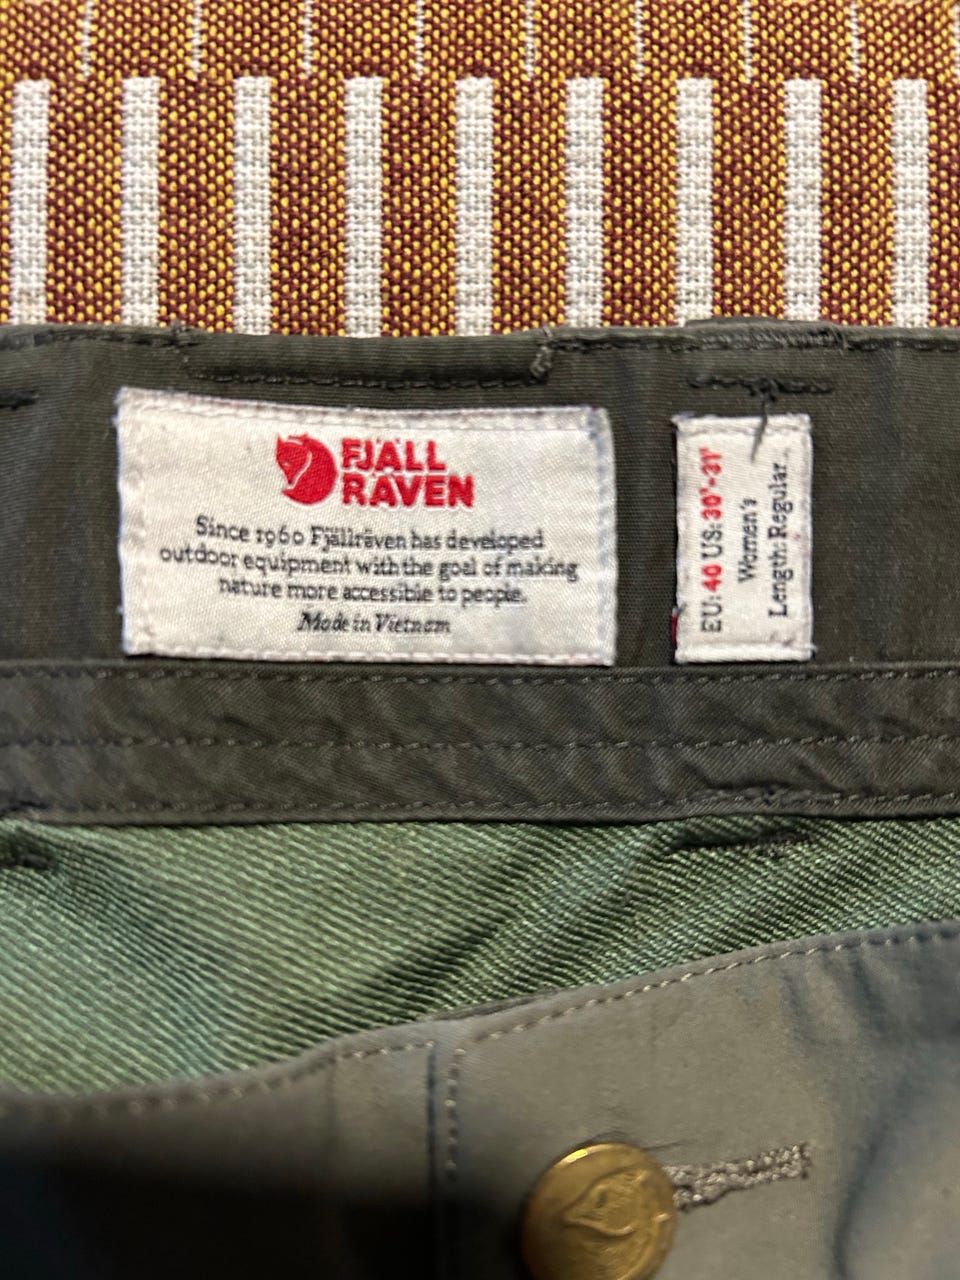 FJÄLL
RÄVEN
Since 1960 Fjällräven has developed
outdoor equipment with the goal of making
nature more accessible to people.
Made in Vietnam
EU: 40 US: 30"-31"
Women's
Length: Regular